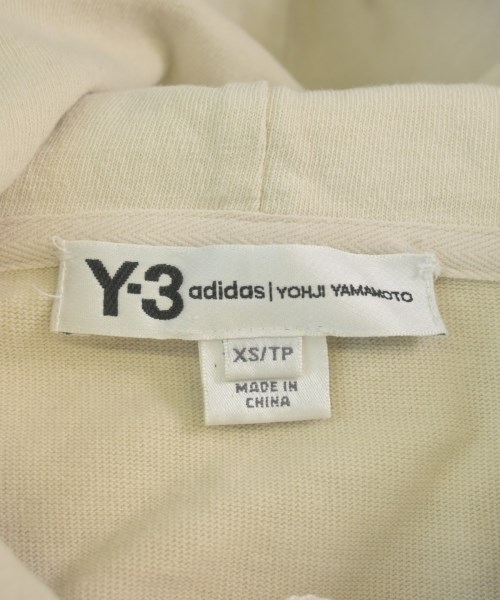 Y-3 adidas | YOHJI YAMAMOTO
XS/TP
MADE IN
CHINA